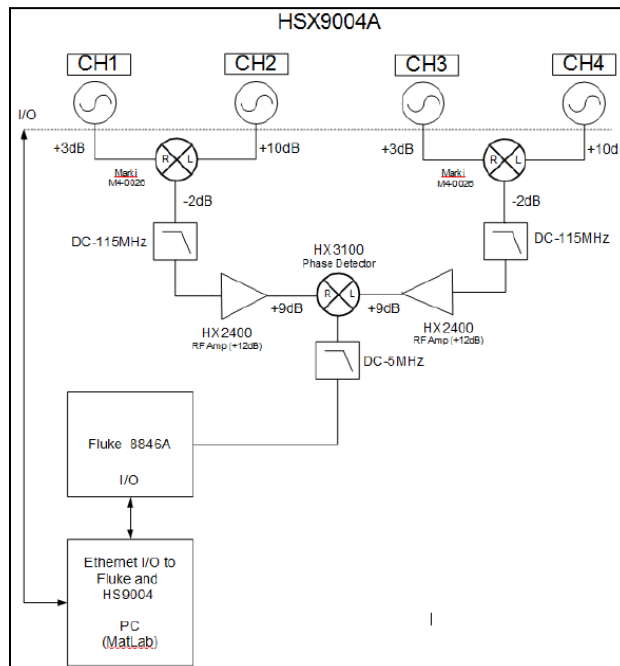 HSX9004A
CH1
CH2
CH3
CH4
I/O
+3dB
R
L
+10dB
+3dB
R
L
+10d
Marki
M4-0026
Marki
M4-0026
-2dB
-2dB
DC-115MHz
DC-115MHz
HX3100
Phase Detector
R
L
+9dB
+9dB
HX2400
RF Amp (+12dB)
HX2400
RF Amp (+12dB)
DC-5MHz
Fluke 8846A
I/O
Ethernet I/O to
Fluke and
HS9004
PC
(MatLab)